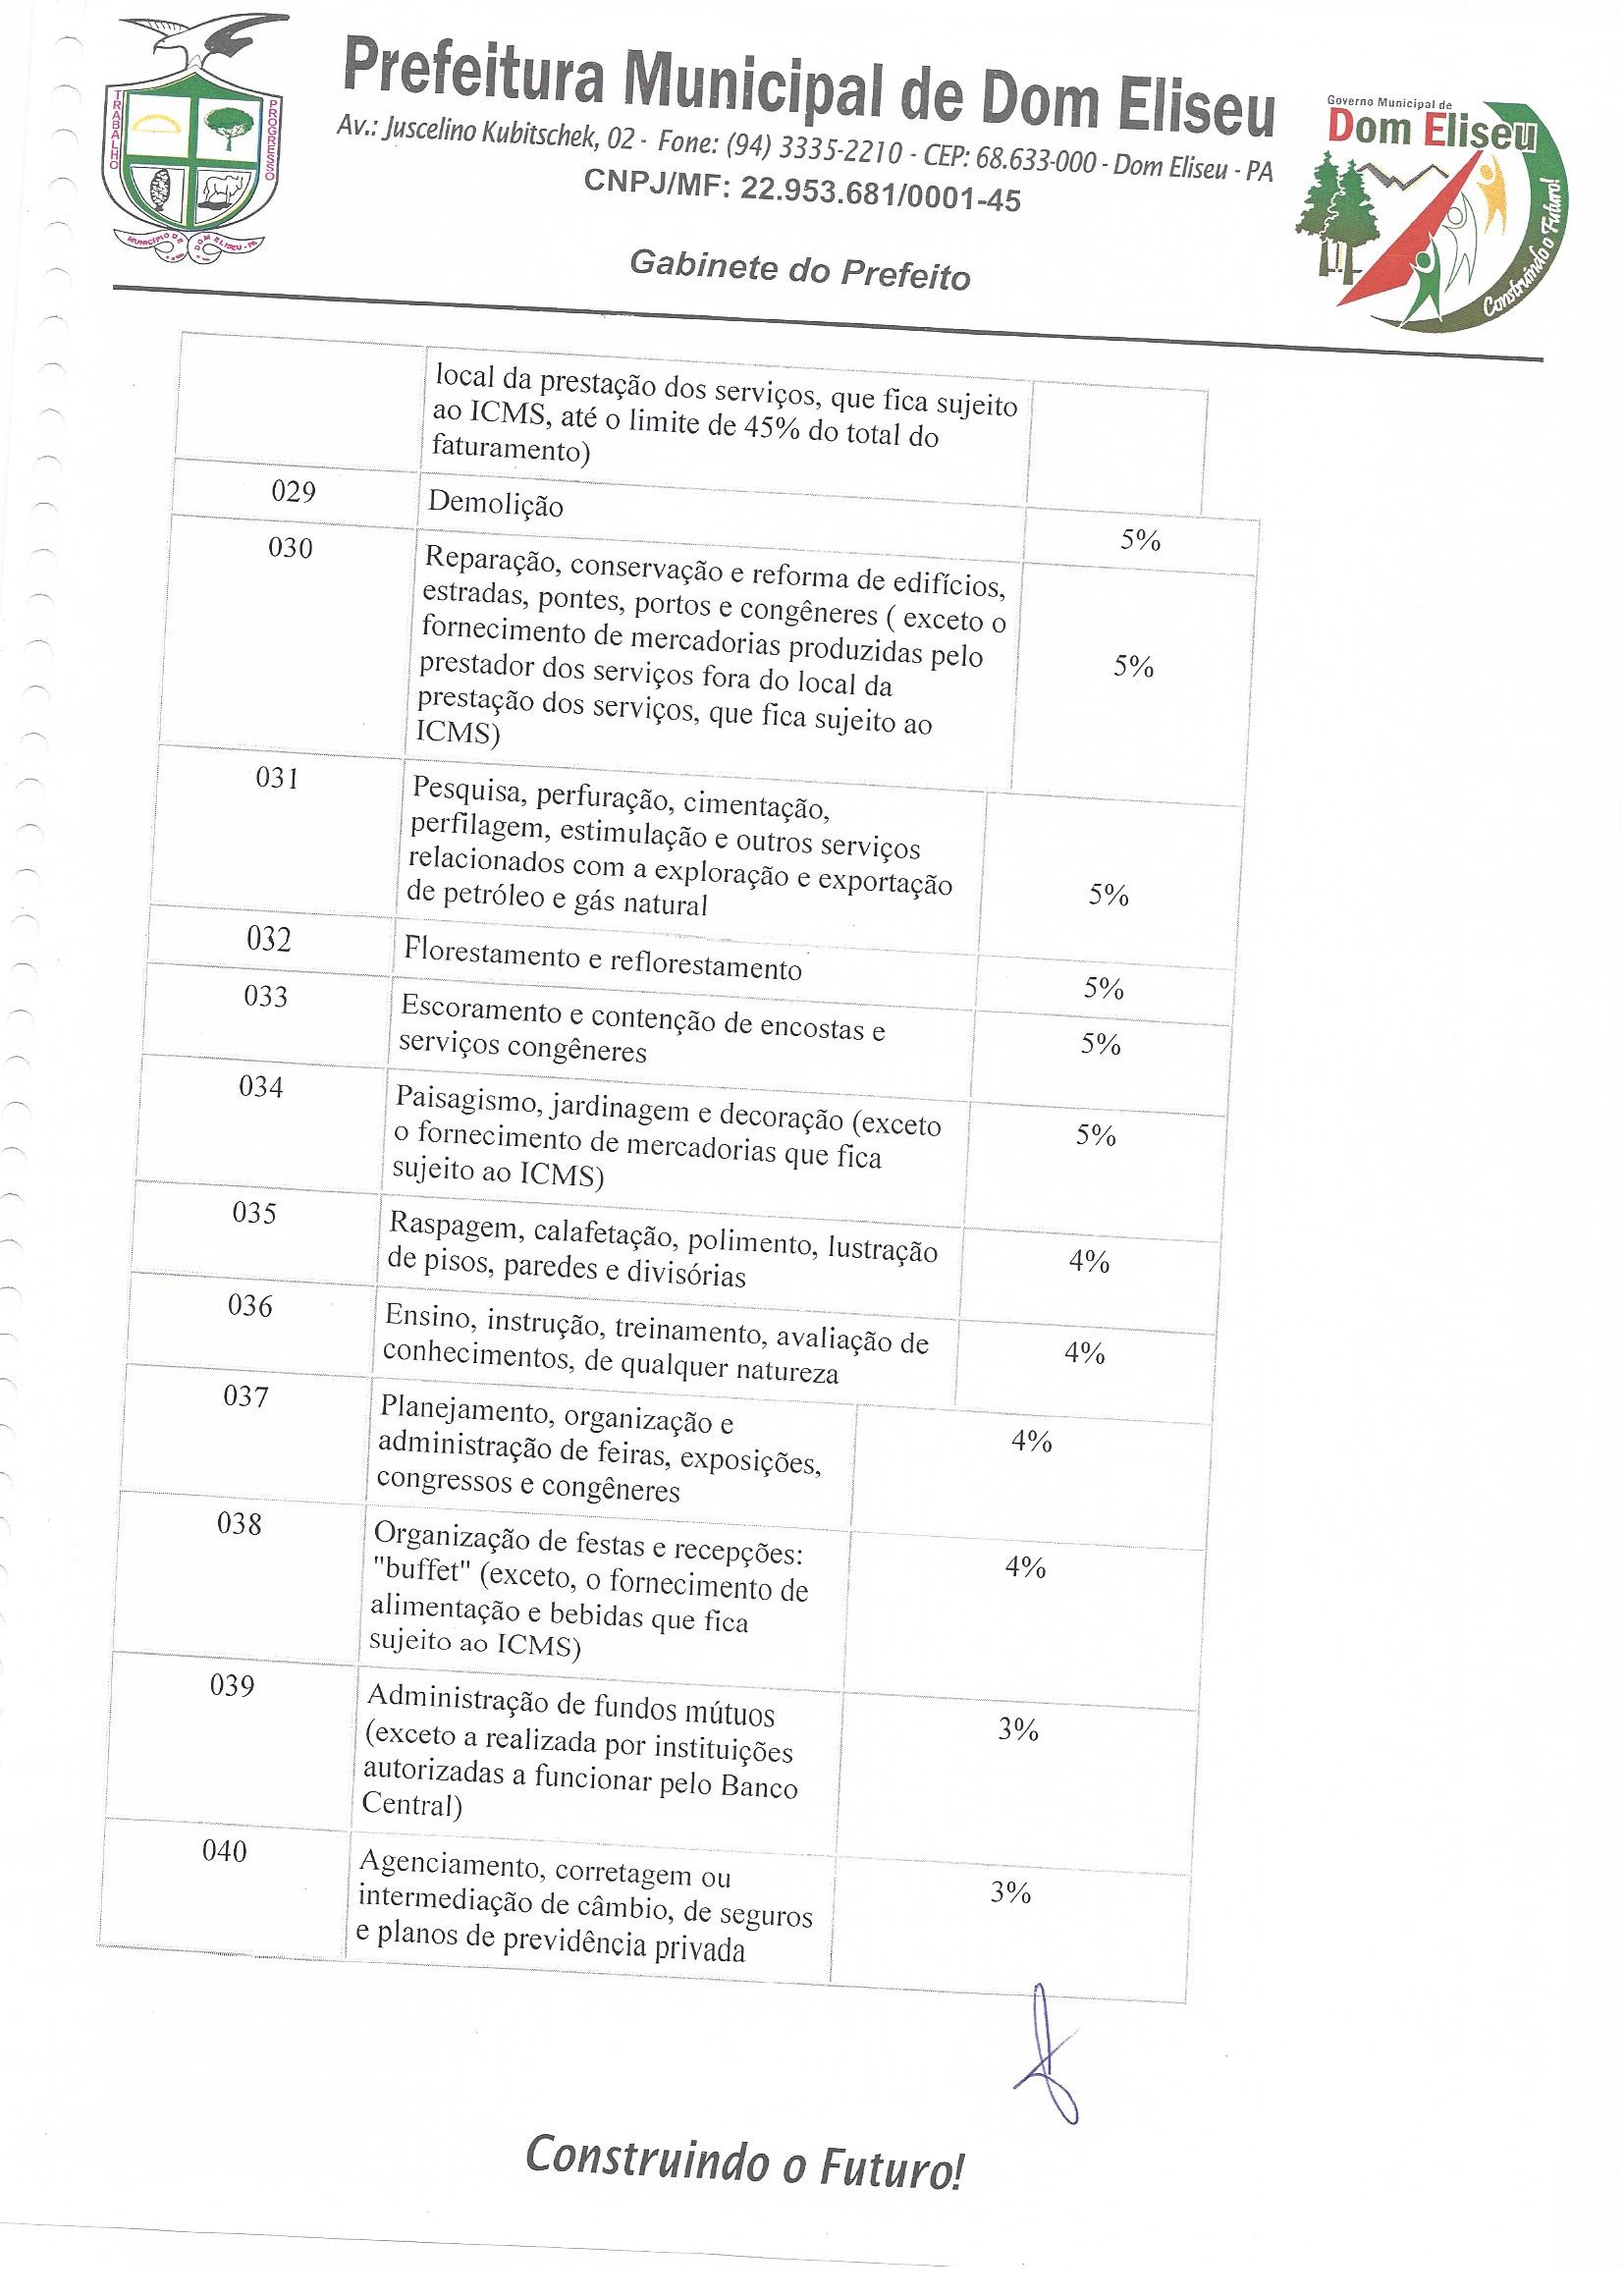 Prefeitura Municipal de Dom Eliseu
Av.: Juscelino Kubitschek, 02 - Fone: (94) 3335-2210 - CEP: 68.633-000 - Dom Eliseu - PA
CNPJ/MF: 22.953.681/0001-45
Gabinete do Prefeito
TRABALHO
PROGRESSO
MUNICÍPIO DE DOM ELISEU - PA
Governo Municipal de
Dom Eliseu
Construindo o Futuro!
local da prestação dos serviços, que fica sujeito
ao ICMS, até o limite de 45% do total do
faturamento)
029 Demolição 5%
030 Reparação, conservação e reforma de edifícios,
estradas, pontes, portos e congêneres ( exceto o
fornecimento de mercadorias produzidas pelo
prestador dos serviços fora do local da 5%
prestação dos serviços, que fica sujeito ao
ICMS)
031 Pesquisa, perfuração, cimentação,
perfilagem, estimulação e outros serviços
relacionados com a exploração e exportação
de petróleo e gás natural 5%
032 Florestamento e reflorestamento 5%
033 Escoramento e contenção de encostas e
serviços congêneres 5%
034 Paisagismo, jardinagem e decoração (exceto
o fornecimento de mercadorias que fica 5%
sujeito ao ICMS)
035 Raspagem, calafetação, polimento, lustração
de pisos, paredes e divisórias 4%
036 Ensino, instrução, treinamento, avaliação de
conhecimentos, de qualquer natureza 4%
037 Planejamento, organização e 4%
administração de feiras, exposições,
congressos e congêneres
038 Organização de festas e recepções: 4%
"buffet" (exceto, o fornecimento de
alimentação e bebidas que fica
sujeito ao ICMS)
039 Administração de fundos mútuos 3%
(exceto a realizada por instituições
autorizadas a funcionar pelo Banco
Central)
040 Agenciamento, corretagem ou 3%
intermediação de câmbio, de seguros
e planos de previdência privada
Construindo o Futuro!